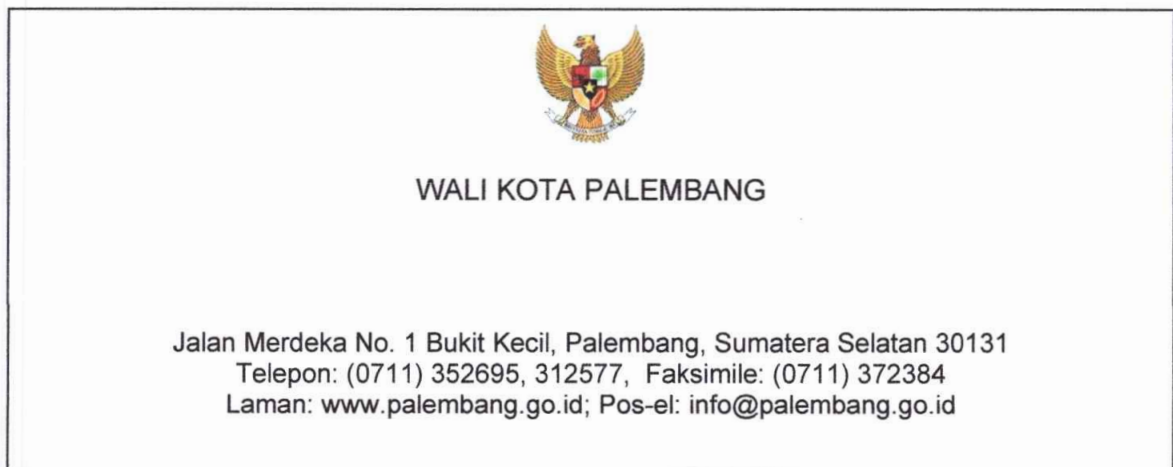 WALI KOTA PALEMBANG
Jalan Merdeka No. 1 Bukit Kecil, Palembang, Sumatera Selatan 30131
Telepon: (0711) 352695, 312577, Faksimile: (0711) 372384
Laman: www.palembang.go.id; Pos-el: info@palembang.go.id